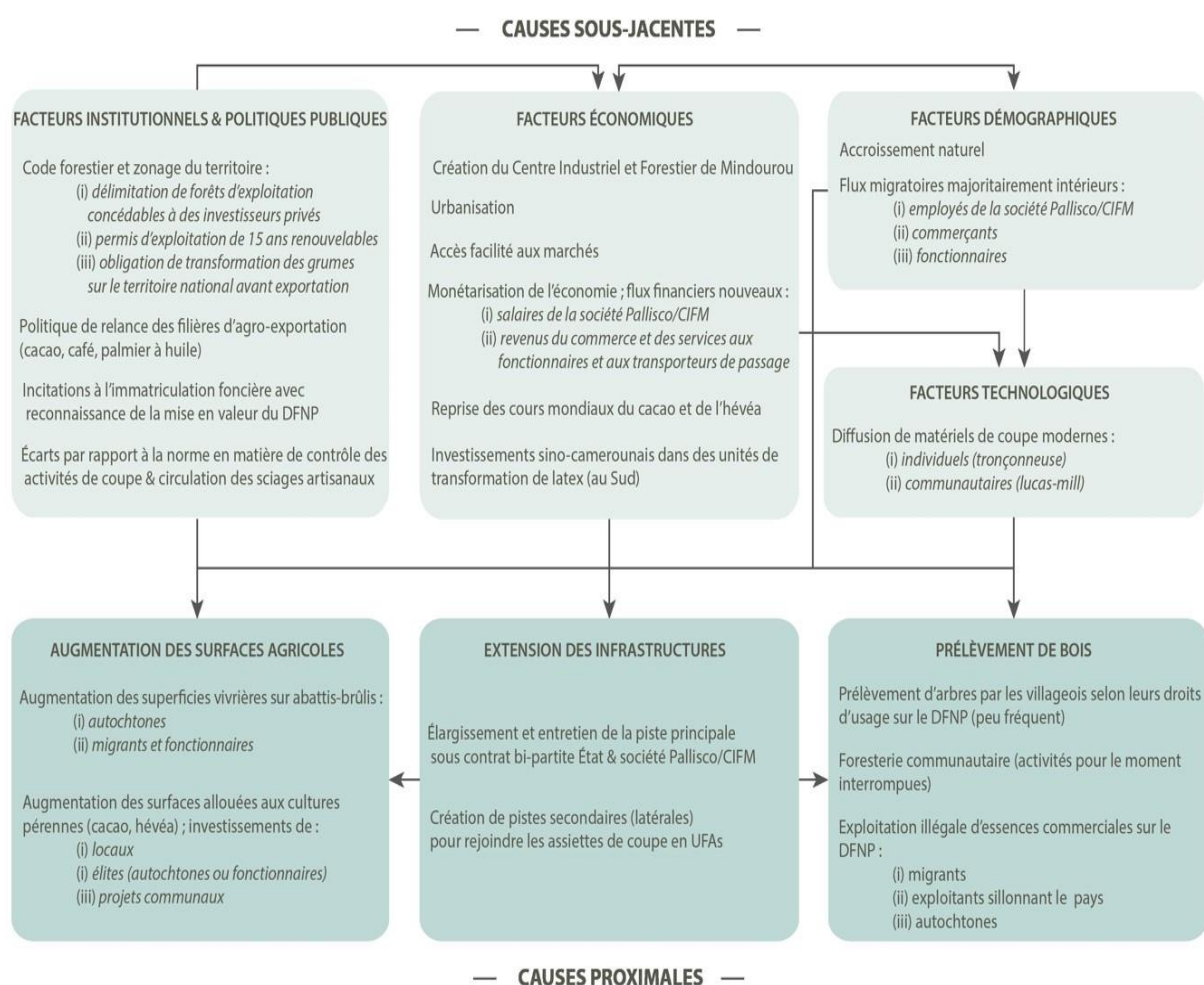 CAUSES SOUS-JACENTES
FACTEURS INSTITUTIONNELS & POLITIQUES PUBLIQUES
Code forestier et zonage du territoire :
(i) délimitation de forêts d'exploitation
concédables à des investisseurs privés
(ii) permis d'exploitation de 15 ans renouvelables
(iii) obligation de transformation des grumes
sur le territoire national avant exportation
Politique de relance des filières d'agro-exportation
(cacao, café, palmier à huile)
Incitations à l'immatriculation foncière avec
reconnaissance de la mise en valeur du DFNP
Écarts par rapport à la norme en matière de contrôle des
activités de coupe & circulation des sciages artisanaux
FACTEURS ÉCONOMIQUES
Création du Centre Industriel et Forestier de Mindourou
Urbanisation
Accès facilité aux marchés
Monétarisation de l'économie ; flux financiers nouveaux :
(i) salaires de la société Pallisco/CIFM
(ii) revenus du commerce et des services aux
fonctionnaires et aux transporteurs de passage
Reprise des cours mondiaux du cacao et de l'hévéa
Investissements sino-camerounais dans des unités de
transformation de latex (au Sud)
FACTEURS DÉMOGRAPHIQUES
Accroissement naturel
Flux migratoires majoritairement intérieurs :
(i) employés de la société Pallisco/CIFM
(ii) commerçants
(iii) fonctionnaires
FACTEURS TECHNOLOGIQUES
Diffusion de matériels de coupe modernes :
(i) individuels (tronçonneuse)
(ii) communautaires (lucas-mill)
AUGMENTATION DES SURFACES AGRICOLES
Augmentation des superficies vivrières sur abattis-brûlis :
(i) autochtones
(ii) migrants et fonctionnaires
Augmentation des surfaces allouées aux cultures
pérennes (cacao, hévéa) ; investissements de :
(i) locaux
(i) élites (autochtones ou fonctionnaires)
(iii) projets communaux
EXTENSION DES INFRASTRUCTURES
Élargissement et entretien de la piste principale
sous contrat bi-partite État & société Pallisco/CIFM
Création de pistes secondaires (latérales)
pour rejoindre les assiettes de coupe en UFAs
PRÉLÈVEMENT DE BOIS
Prélèvement d'arbres par les villageois selon leurs droits
d'usage sur le DFNP (peu fréquent)
Foresterie communautaire (activités pour le moment
interrompues)
Exploitation illégale d'essences commerciales sur le
DFNP :
(i) migrants
(ii) exploitants sillonnant le pays
(iii) autochtones
CAUSES PROXIMALES